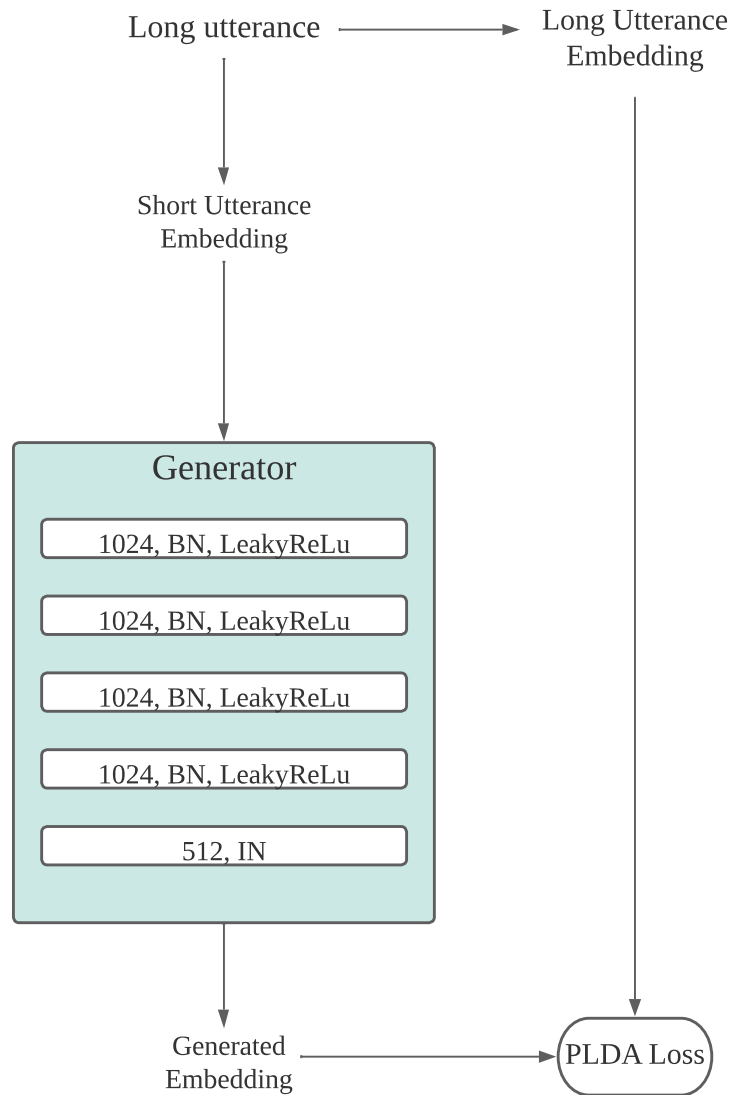 Long utterance
Long Utterance
Embedding
Short Utterance
Embedding
Generator
1024, BN, LeakyReLu
1024, BN, LeakyReLu
1024, BN, LeakyReLu
1024, BN, LeakyReLu
512, IN
Generated
Embedding
PLDA Loss